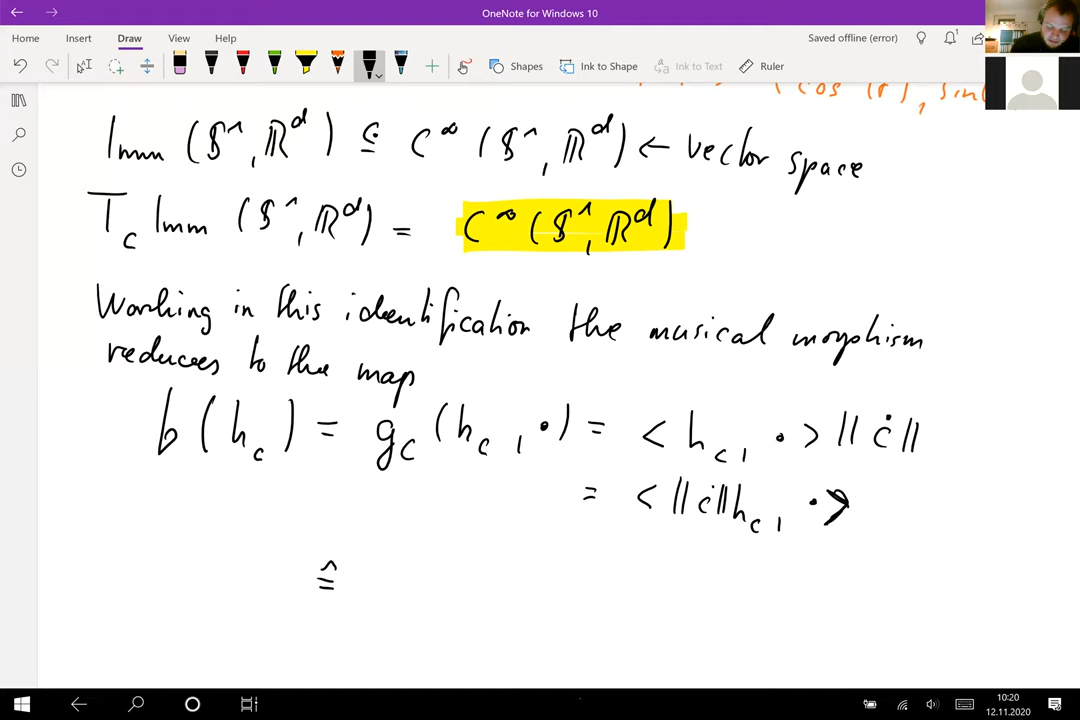 OneNote for Windows 10
Home Insert Draw View Help Saved offline (error)
Shapes Ink to Shape Ink to Text Ruler
(cos (t), sin(
Imm (S¹, ℝᵈ) ⊆ C^∞ (S¹, ℝᵈ) ← vector space
T_c Imm (S¹, ℝᵈ) = C^∞ (S¹, ℝᵈ)
Working in this identification the musical morphism
reduces to the map
♭(h_c) = g_c (h_c, •) = < h_c, • > ||ċ||
= < ||ċ|| h_c, • >
≙
10:20
12.11.2020